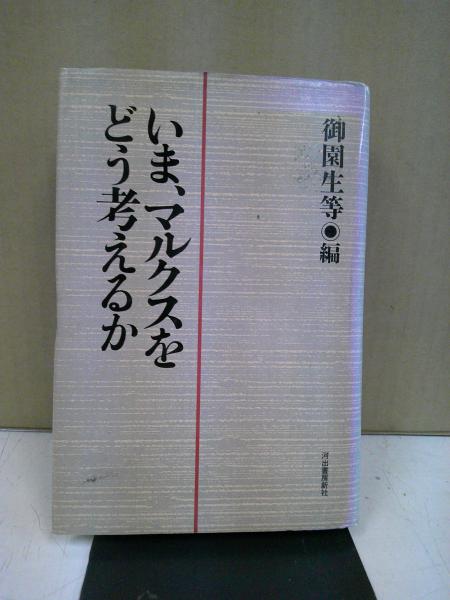 御園生等◉編
いま、マルクスを
どう考えるか
河出書房新社